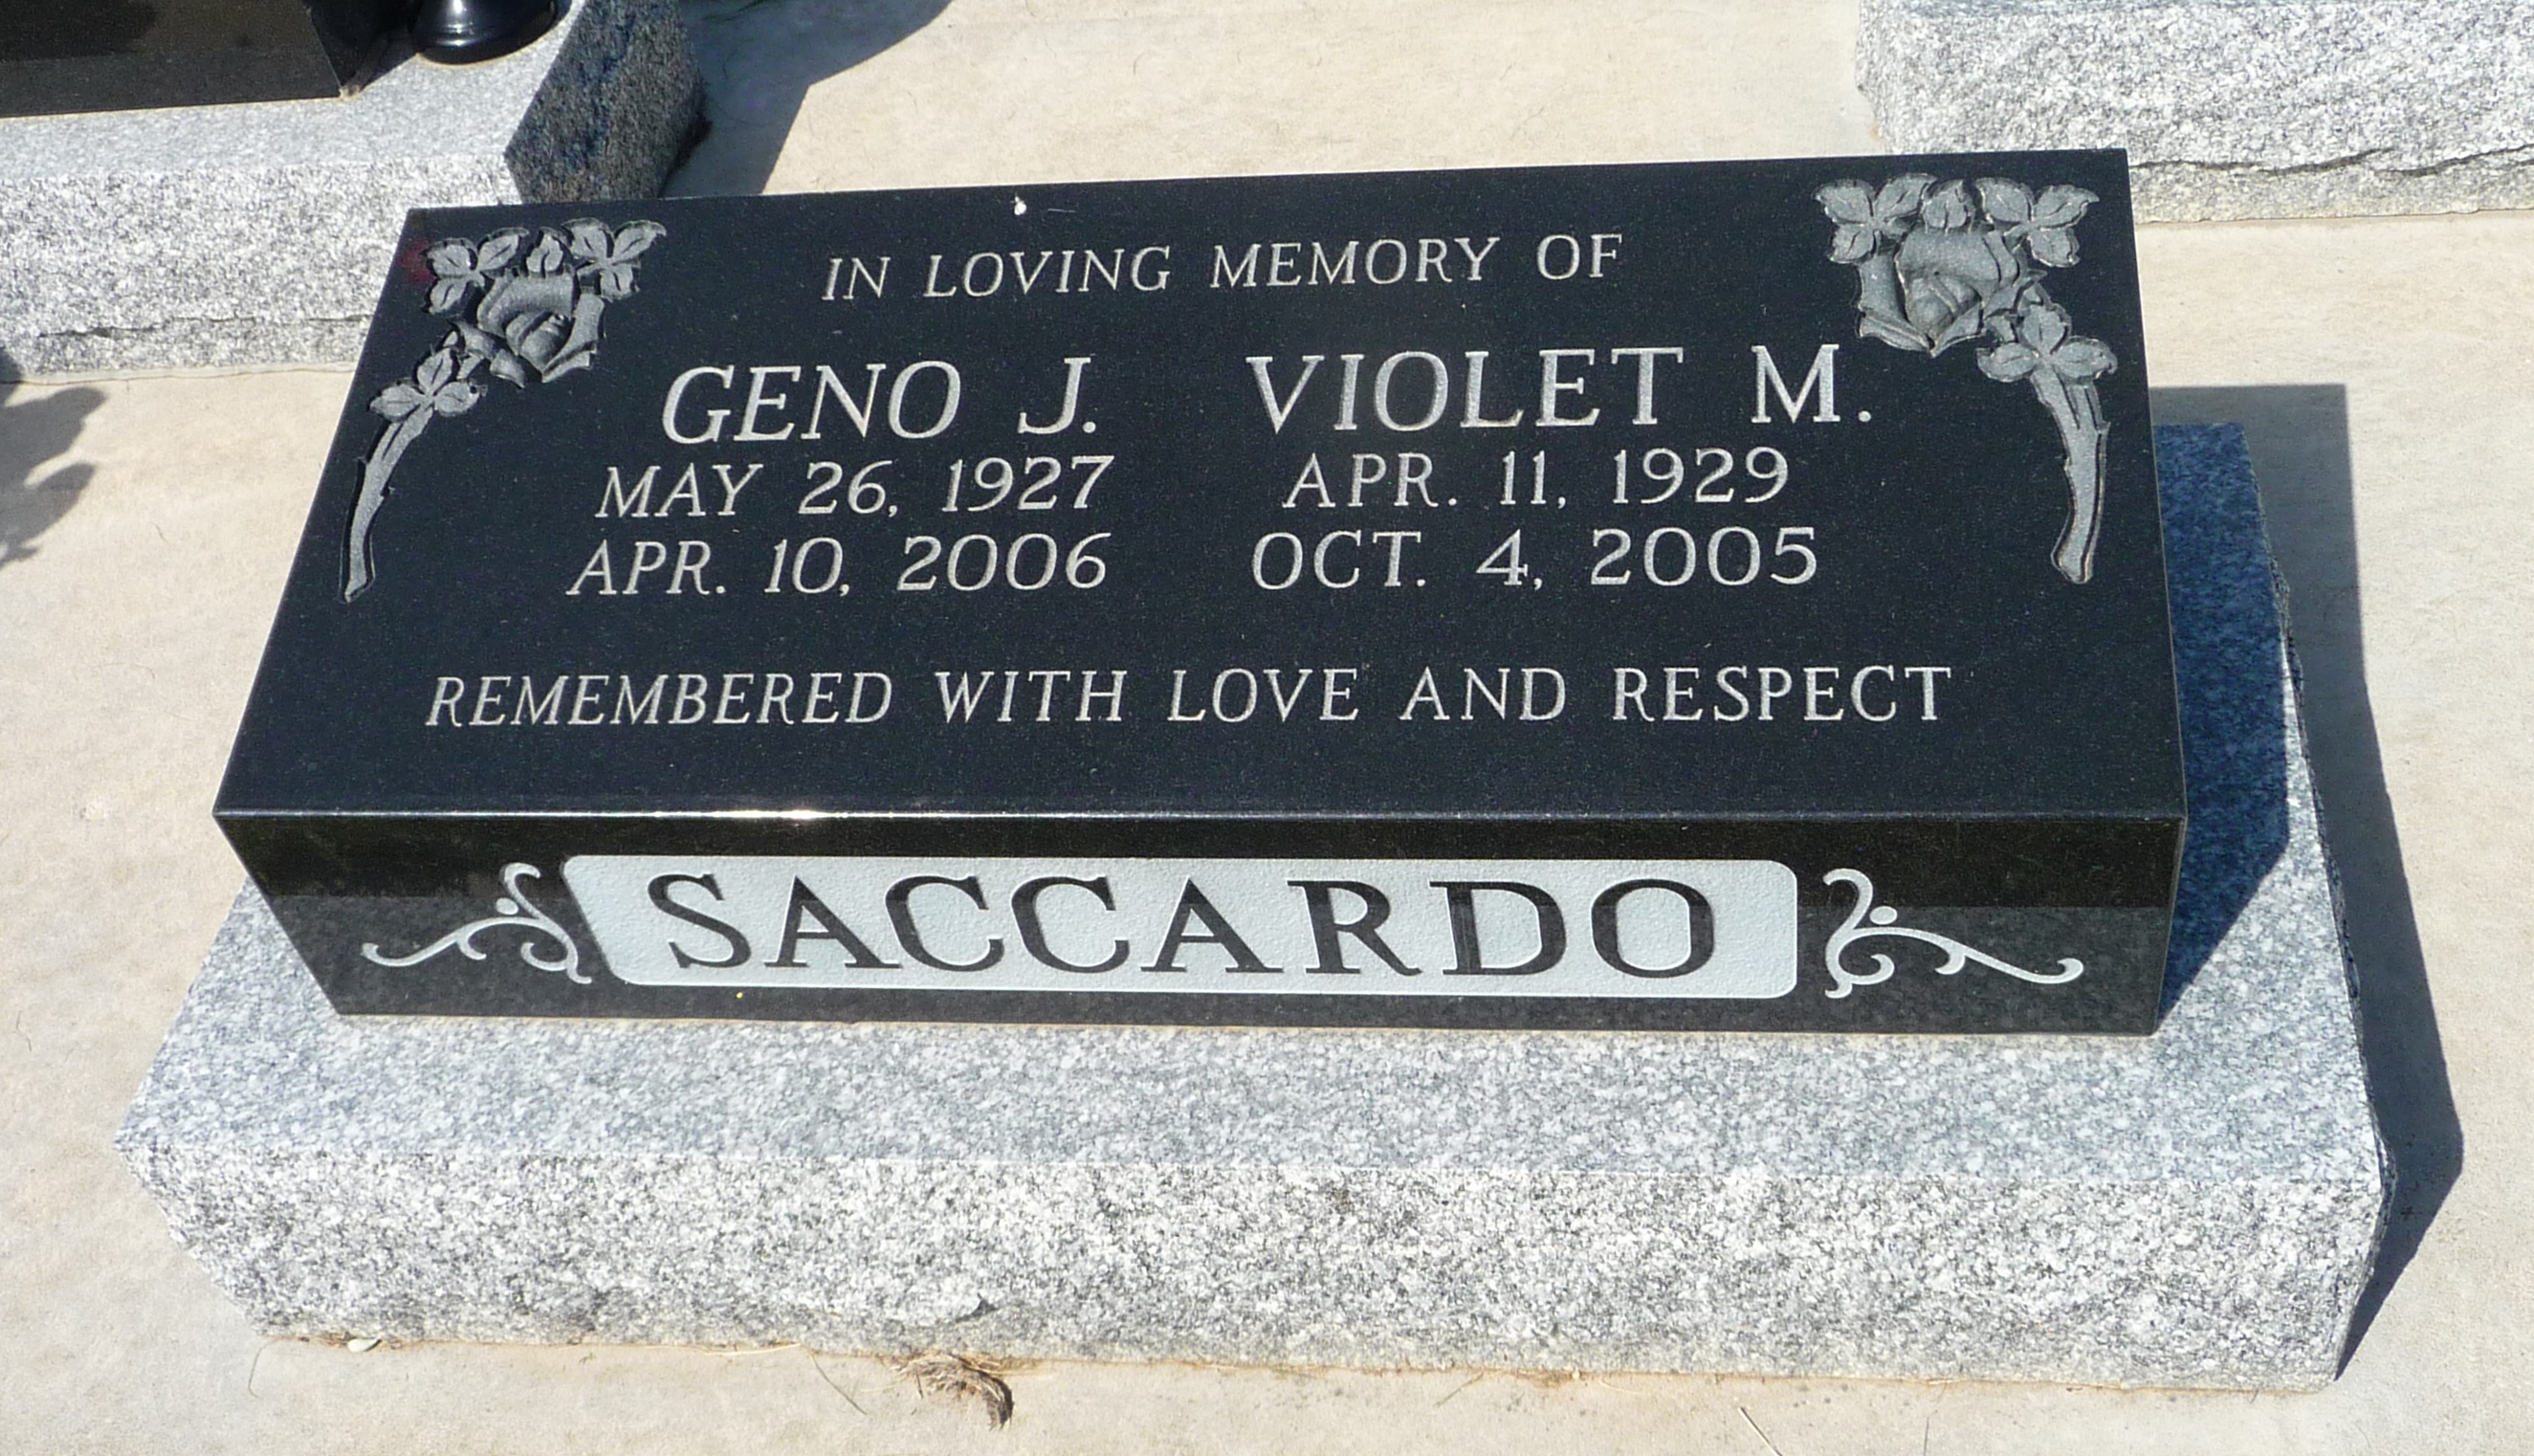 IN LOVING MEMORY OF
GENO J. VIOLET M.
MAY 26, 1927 APR. 11, 1929
APR. 10, 2006 OCT. 4, 2005
REMEMBERED WITH LOVE AND RESPECT
SACCARDO